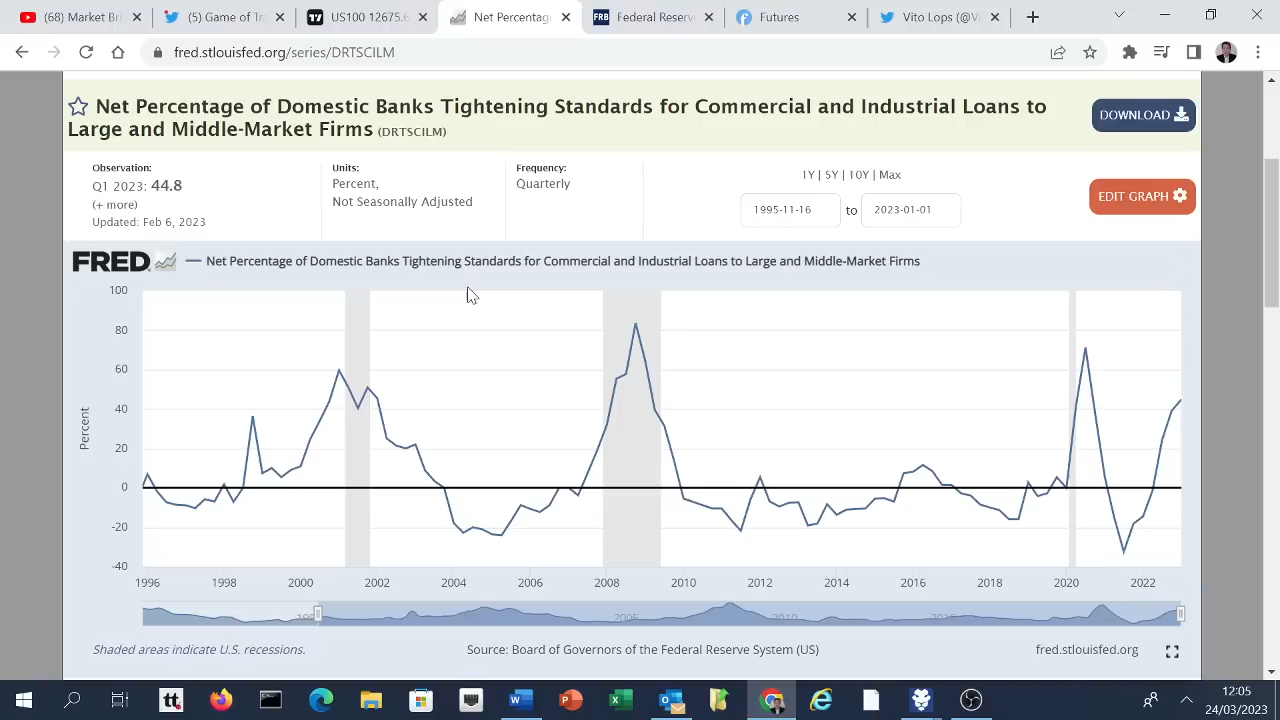 (68) Market Br
(5) Game of Tr
US100 12675.6
Net Percentage
Federal Reserv
Futures
Vito Lops (@V
fred.stlouisfed.org/series/DRTSCILM
Net Percentage of Domestic Banks Tightening Standards for Commercial and Industrial Loans to
Large and Middle-Market Firms (DRTSCILM)
DOWNLOAD
Observation:
Q1 2023: 44.8
(+ more)
Updated: Feb 6, 2023
Units:
Percent,
Not Seasonally Adjusted
Frequency:
Quarterly
1Y | 5Y | 10Y | Max
1995-11-16 to 2023-01-01
EDIT GRAPH
FRED
Net Percentage of Domestic Banks Tightening Standards for Commercial and Industrial Loans to Large and Middle-Market Firms
100
80
60
40
20
0
-20
-40
Percent
1996 1998 2000 2002 2004 2006 2008 2010 2012 2014 2016 2018 2020 2022
2005 2010
Shaded areas indicate U.S. recessions.
Source: Board of Governors of the Federal Reserve System (US)
fred.stlouisfed.org
12:05
24/03/2023